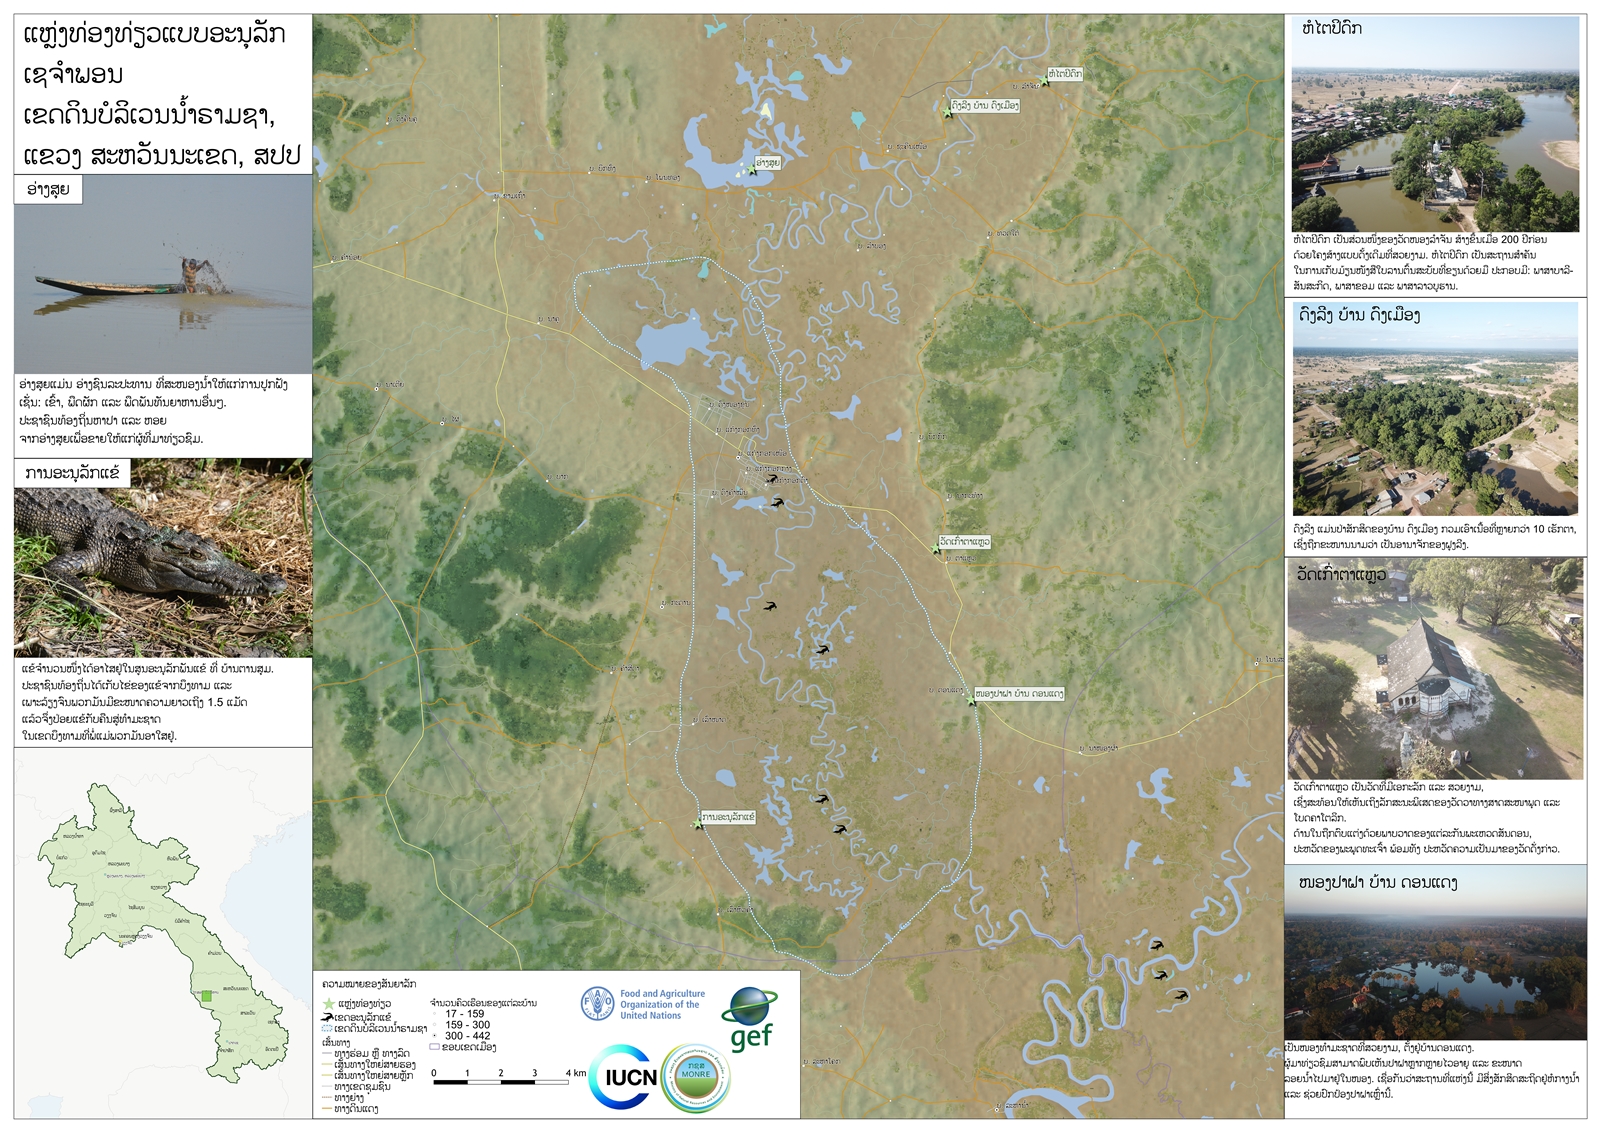 ແຫຼ່ງທ່ອງທ່ຽວແບບອະນຸລັກ
ເຊຈຳພອນ
ເຂດດິນບໍລິເວນນ້ຳຣາມຊາ,
ແຂວງ ສະຫວັນນະເຂດ, ສປປ
ອ່າງສຸຍ
ອ່າງສຸຍແມ່ນ ອ່າງຊົນລະປະທານ ທີ່ສະໜອງນ້ຳໃຫ້ແກ່ການປູກຝັງ
ເຊັ່ນ: ເຂົ້າ, ພືດຜັກ ແລະ ພືດພັນທັນຍາຫານອື່ນໆ.
ປະຊາຊົນທ້ອງຖິ່ນຫາປາ ແລະ ຫອຍ
ຈາກອ່າງສຸຍເພື່ອຂາຍໃຫ້ແກ່ຜູ້ທີ່ມາທ່ຽວຊົມ.
ການອະນຸລັກແຂ້
ແຂ້ຈຳນວນໜຶ່ງໄດ້ອາໄສຢູ່ໃນສູນອະນຸລັກພັນແຂ້ ທີ່ ບ້ານຕານສຸມ.
ປະຊາຊົນທ້ອງຖິ່ນໄດ້ເກັບໄຂ່ຂອງແຂ້ຈາກບຶງທາມ ແລະ
ເພາະລ້ຽງຈົນພວກມັນມີຂະໜາດຄວາມຍາວເຖິງ 1.5 ແມັດ
ແລ້ວຈຶ່ງປ່ອຍແຂ້ກັບຄືນສູ່ທຳມະຊາດ
ໃນເຂດບຶງທາມທີ່ພໍ່ແມ່ພວກມັນອາໃສຢູ່.
ຫໍໄຕປິດົກ
ດົງລິງ ບ້ານ ດົງເມືອງ
ອ່າງສຸຍ
ວັດເກົ່າຕາແຫຼວ
ໜອງປາຝາ ບ້ານ ດອນແດງ
ການອະນຸລັກແຂ້
ຄວາມໝາຍຂອງສັນຍາລັກ
ແຫຼ່ງທ່ອງທ່ຽວ
ເຂດອະນຸລັກແຂ້
ເຂດດິນບໍລິເວນນ້ຳຣາມຊາ
ເສັ້ນທາງ
ທາງຮ່ອມ ຫຼື ທາງລັດ
ເສັ້ນທາງໃຫຍ່ສາຍຮອງ
ເສັ້ນທາງໃຫຍ່ສາຍຫຼັກ
ທາງເຂດຊຸມຊົນ
ທາງຍ່າງ
ທາງດິນແດງ
ຈຳນວນຄົວເຮືອນຂອງແຕ່ລະບ້ານ
17 - 159
159 - 300
300 - 442
ຂອບເຂດເມືອງ
0 1 2 3 4 km
FAO
Food and Agriculture
Organization of the
United Nations
gef
IUCN
ກຊສ
MONRE
ຫໍໄຕປິດົກ
ຫໍໄຕປິດົກ ເປັນສ່ວນໜຶ່ງຂອງວັດໜອງລຳຈັນ ສ້າງຂຶ້ນເມື່ອ 200 ປີກ່ອນ
ດ້ວຍໂຄງສ້າງແບບດັ້ງເດີມທີ່ສວຍງາມ. ຫໍໄຕປິດົກ ເປັນສະຖານສຳຄັນ
ໃນການເກັບມ້ຽນໜັງສືໃບລານຕົ້ນສະບັບທີ່ຂຽນດ້ວຍມື ປະກອບມີ: ພາສາບາລີ-
ສັນສະກິດ, ພາສາຂອມ ແລະ ພາສາລາວບູຮານ.
ດົງລິງ ບ້ານ ດົງເມືອງ
ດົງລິງ ແມ່ນປ່າສັກສິດຂອງບ້ານ ດົງເມືອງ ກວມເອົາເນື້ອທີ່ຫຼາຍກວ່າ 10 ເຮັກຕາ,
ເຊິ່ງຖືກຂະໜານນາມວ່າ ເປັນອານາຈັກຂອງຝູງລິງ.
ວັດເກົ່າຕາແຫຼວ
ວັດເກົ່າຕາແຫຼວ ເປັນວັດທີ່ມີເອກະລັກ ແລະ ສວຍງາມ,
ເຊິ່ງສະທ້ອນໃຫ້ເຫັນເຖິງລັກສະນະພິເສດຂອງວັດວາທາງສາດສະໜາພຸດ ແລະ
ໂບດຄາໂຕລິກ.
ດ້ານໃນຖືກຕົບແຕ່ງດ້ວຍພາບວາດຂອງແຕ່ລະກັນພະເຫວດສັນດອນ,
ປະຫວັດຂອງພະພຸດທະເຈົ້າ ພ້ອມທັງ ປະຫວັດຄວາມເປັນມາຂອງວັດດັ່ງກ່າວ.
ໜອງປາຝາ ບ້ານ ດອນແດງ
ເປັນໜອງທຳມະຊາດທີ່ສວຍງາມ, ຕັ້ງຢູ່ບ້ານດອນແດງ.
ຜູ້ມາທ່ຽວຊົມສາມາດພົບເຫັນປາຝາຫຼາກຫຼາຍໄວອາຍຸ ແລະ ຂະໜາດ
ລອຍນ້ຳໄປມາຢູ່ໃນໜອງ. ເຊື່ອກັນວ່າສະຖານທີ່ແຫ່ງນີ້ ມີສິ່ງສັກສິດສະຖິດຢູ່ຫໍກາງນ້ຳ
ແລະ ຊ່ວຍປົກປ້ອງປາຝາເຫຼົ່ານີ້.